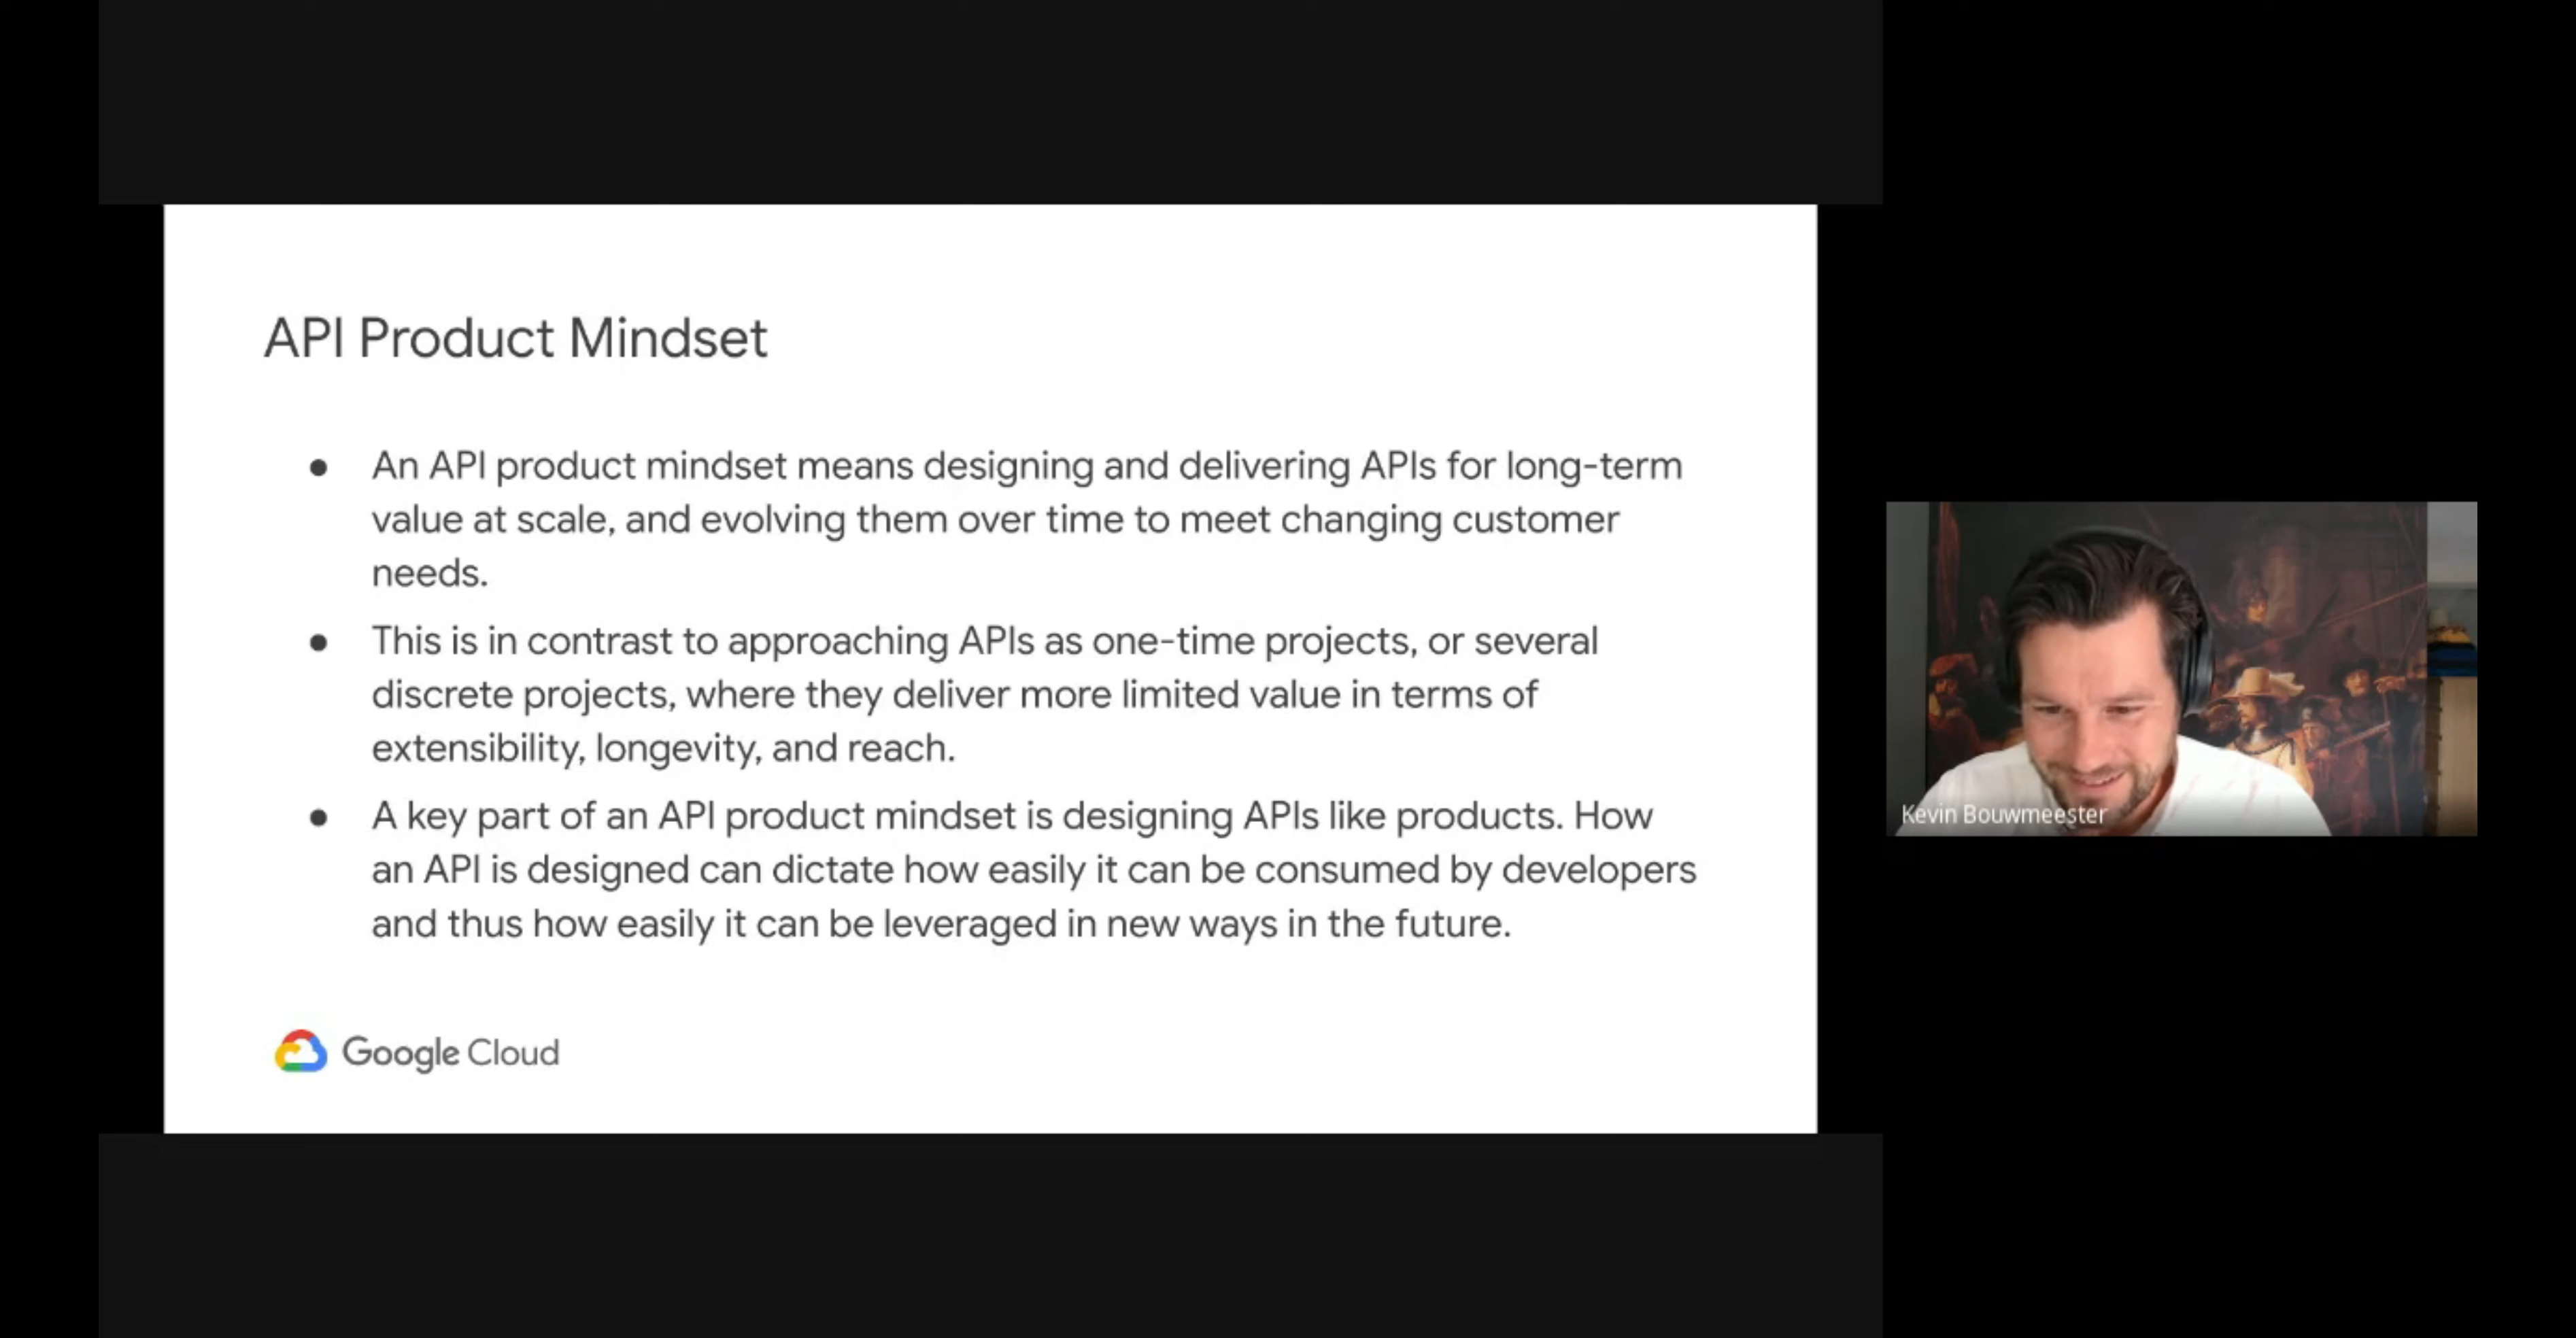 API Product Mindset
● An API product mindset means designing and delivering APIs for long-term
value at scale, and evolving them over time to meet changing customer
needs.
● This is in contrast to approaching APIs as one-time projects, or several
discrete projects, where they deliver more limited value in terms of
extensibility, longevity, and reach.
● A key part of an API product mindset is designing APIs like products. How
an API is designed can dictate how easily it can be consumed by developers
and thus how easily it can be leveraged in new ways in the future.
Google Cloud
Kevin Bouwmeester